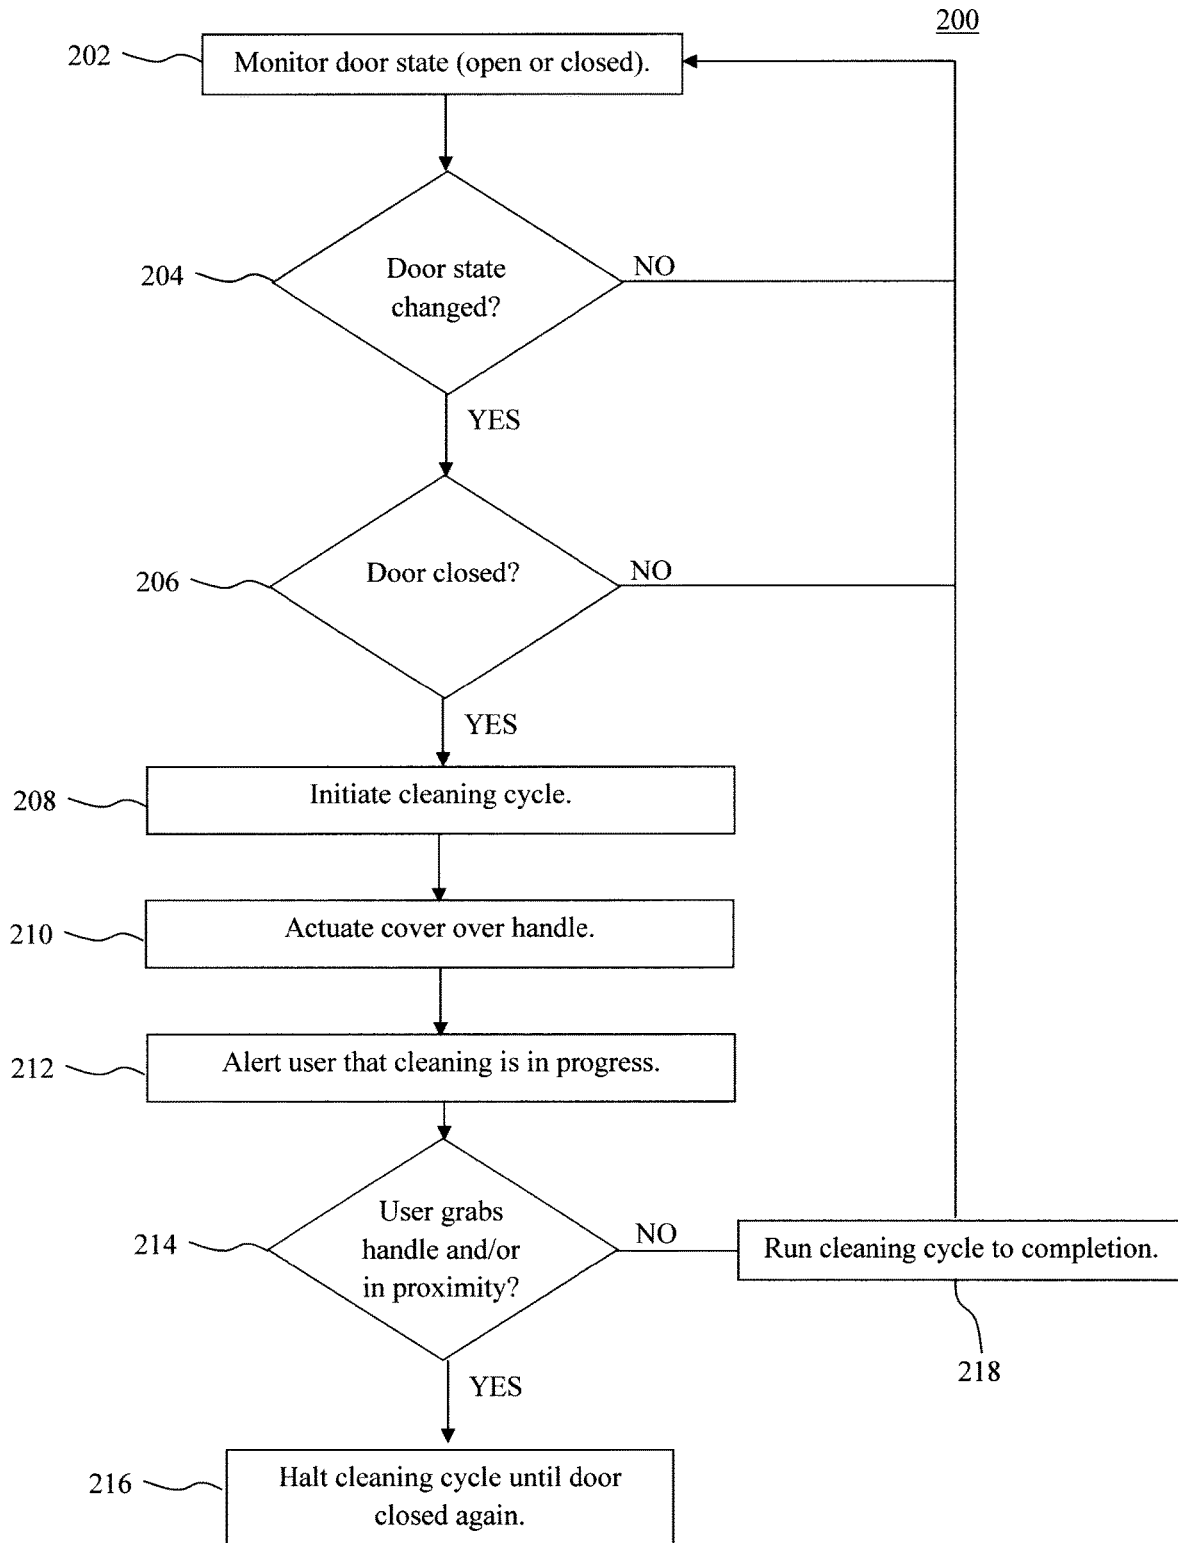 200
202
Monitor door state (open or closed).
204
Door state
changed?
NO
YES
206
Door closed?
NO
YES
208
Initiate cleaning cycle.
210
Actuate cover over handle.
212
Alert user that cleaning is in progress.
214
User grabs
handle and/or
in proximity?
NO
Run cleaning cycle to completion.
218
YES
216
Halt cleaning cycle until door
closed again.